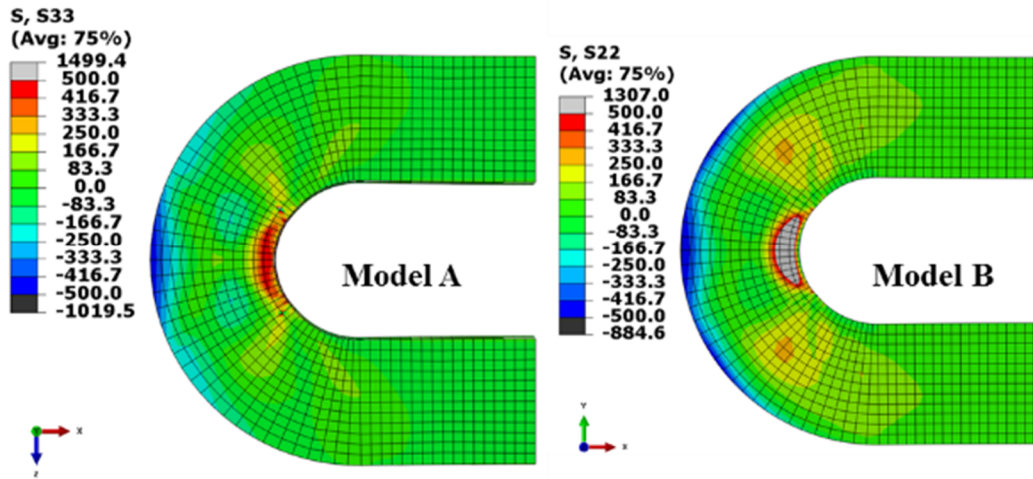 S, S33
(Avg: 75%)
1499.4
500.0
416.7
333.3
250.0
166.7
83.3
0.0
-83.3
-166.7
-250.0
-333.3
-416.7
-500.0
-1019.5
Model A
Y
X
Z
S, S22
(Avg: 75%)
1307.0
500.0
416.7
333.3
250.0
166.7
83.3
0.0
-83.3
-166.7
-250.0
-333.3
-416.7
-500.0
-884.6
Model B
Y
X